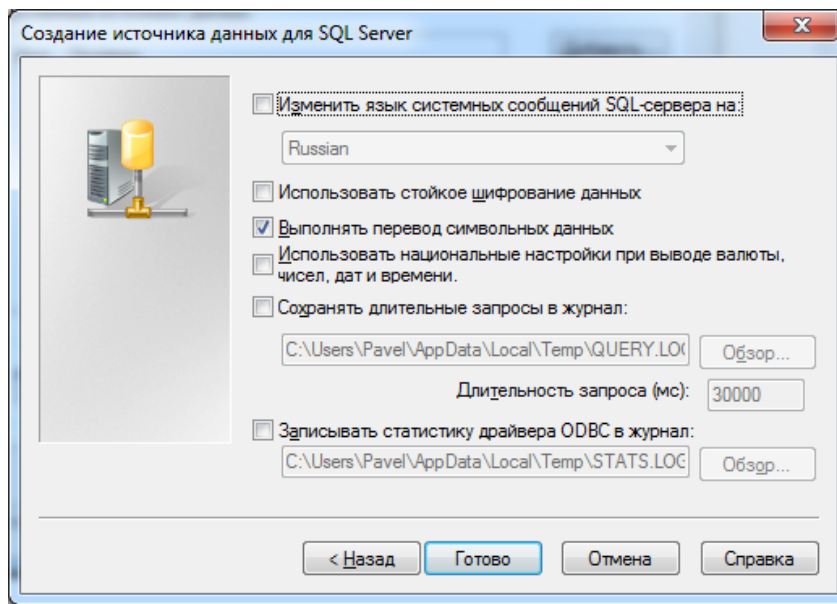 Создание источника данных для SQL Server
Изменить язык системных сообщений SQL-сервера на:
Russian
Использовать стойкое шифрование данных
Выполнять перевод символьных данных
Использовать национальные настройки при выводе валюты,
чисел, дат и времени.
Сохранять длительные запросы в журнал:
C:\Users\Pavel\AppData\Local\Temp\QUERY.LO
Обзор...
Длительность запроса (мс):
30000
Записывать статистику драйвера ODBC в журнал:
C:\Users\Pavel\AppData\Local\Temp\STATS.LOG
Обзор...
< Назад
Готово
Отмена
Справка